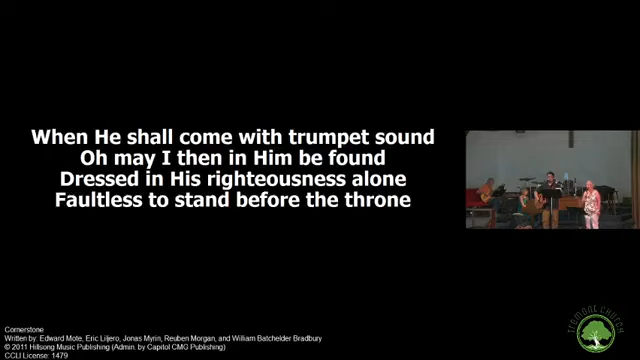 When He shall come with trumpet sound
Oh may I then in Him be found
Dressed in His righteousness alone
Faultless to stand before the throne
Cornerstone
Written by: Edward Mote, Eric Liljero, Jonas Myrin, Reuben Morgan, and William Batchelder Bradbury
© 2011 Hillsong Music Publishing (Admin. by Capitol CMG Publishing)
CCLI License: 1479
Tremont Church